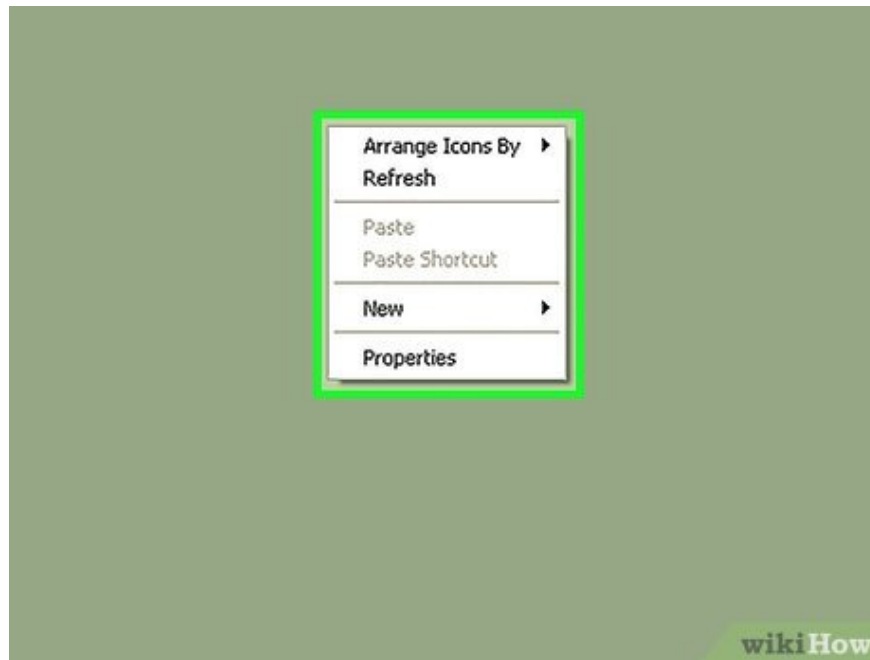 Arrange Icons By
Refresh
Paste
Paste Shortcut
New
Properties
wikiHow